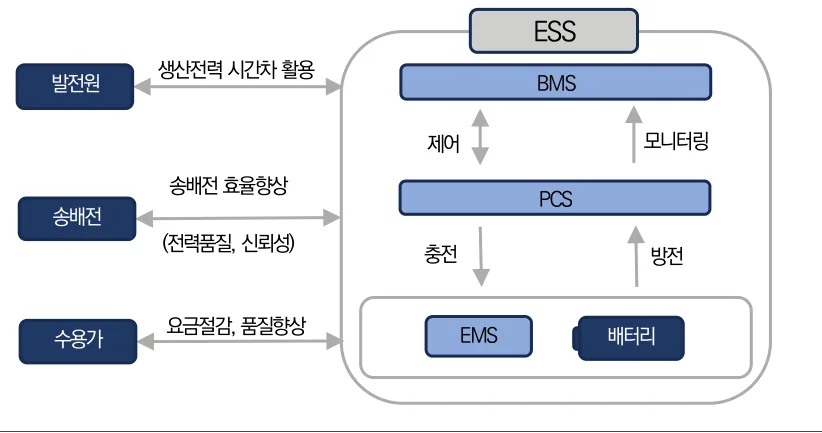 ESS
발전원
생산전력 시간차 활용
BMS
제어
모니터링
송배전
송배전 효율향상
(전력품질, 신뢰성)
PCS
충전
방전
수용가
요금절감, 품질향상
EMS
배터리